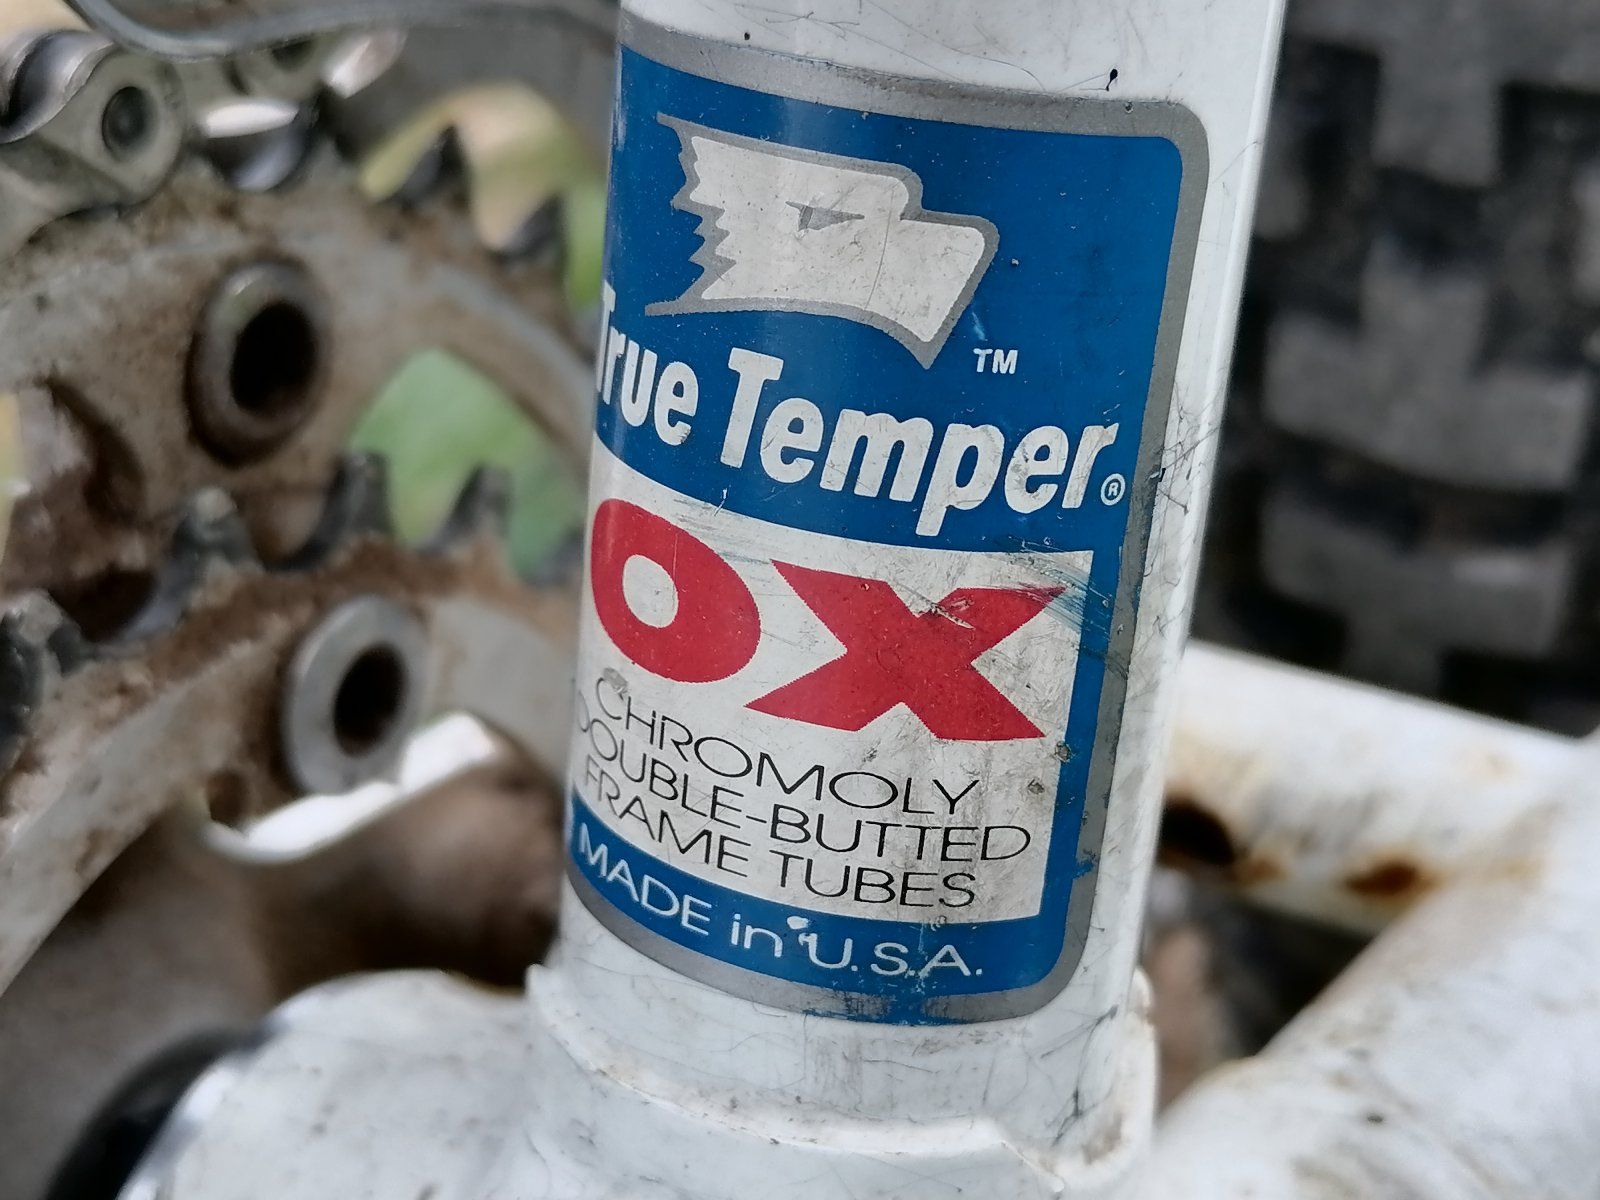 TM
True Temper®
OX
CHROMOLY
DOUBLE-BUTTED
FRAME TUBES
MADE in U.S.A.